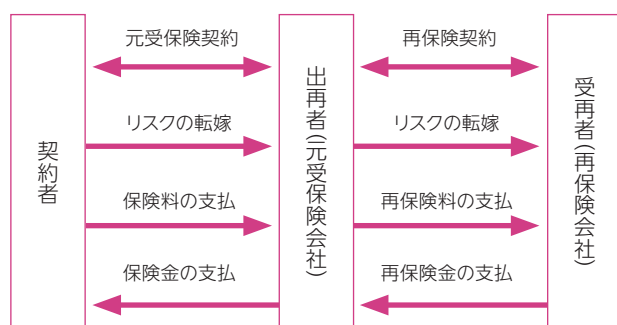 契約者
元受保険契約
リスクの転嫁
保険料の支払
保険金の支払
出再者(元受保険会社)
再保険契約
リスクの転嫁
再保険料の支払
再保険金の支払
受再者(再保険会社)